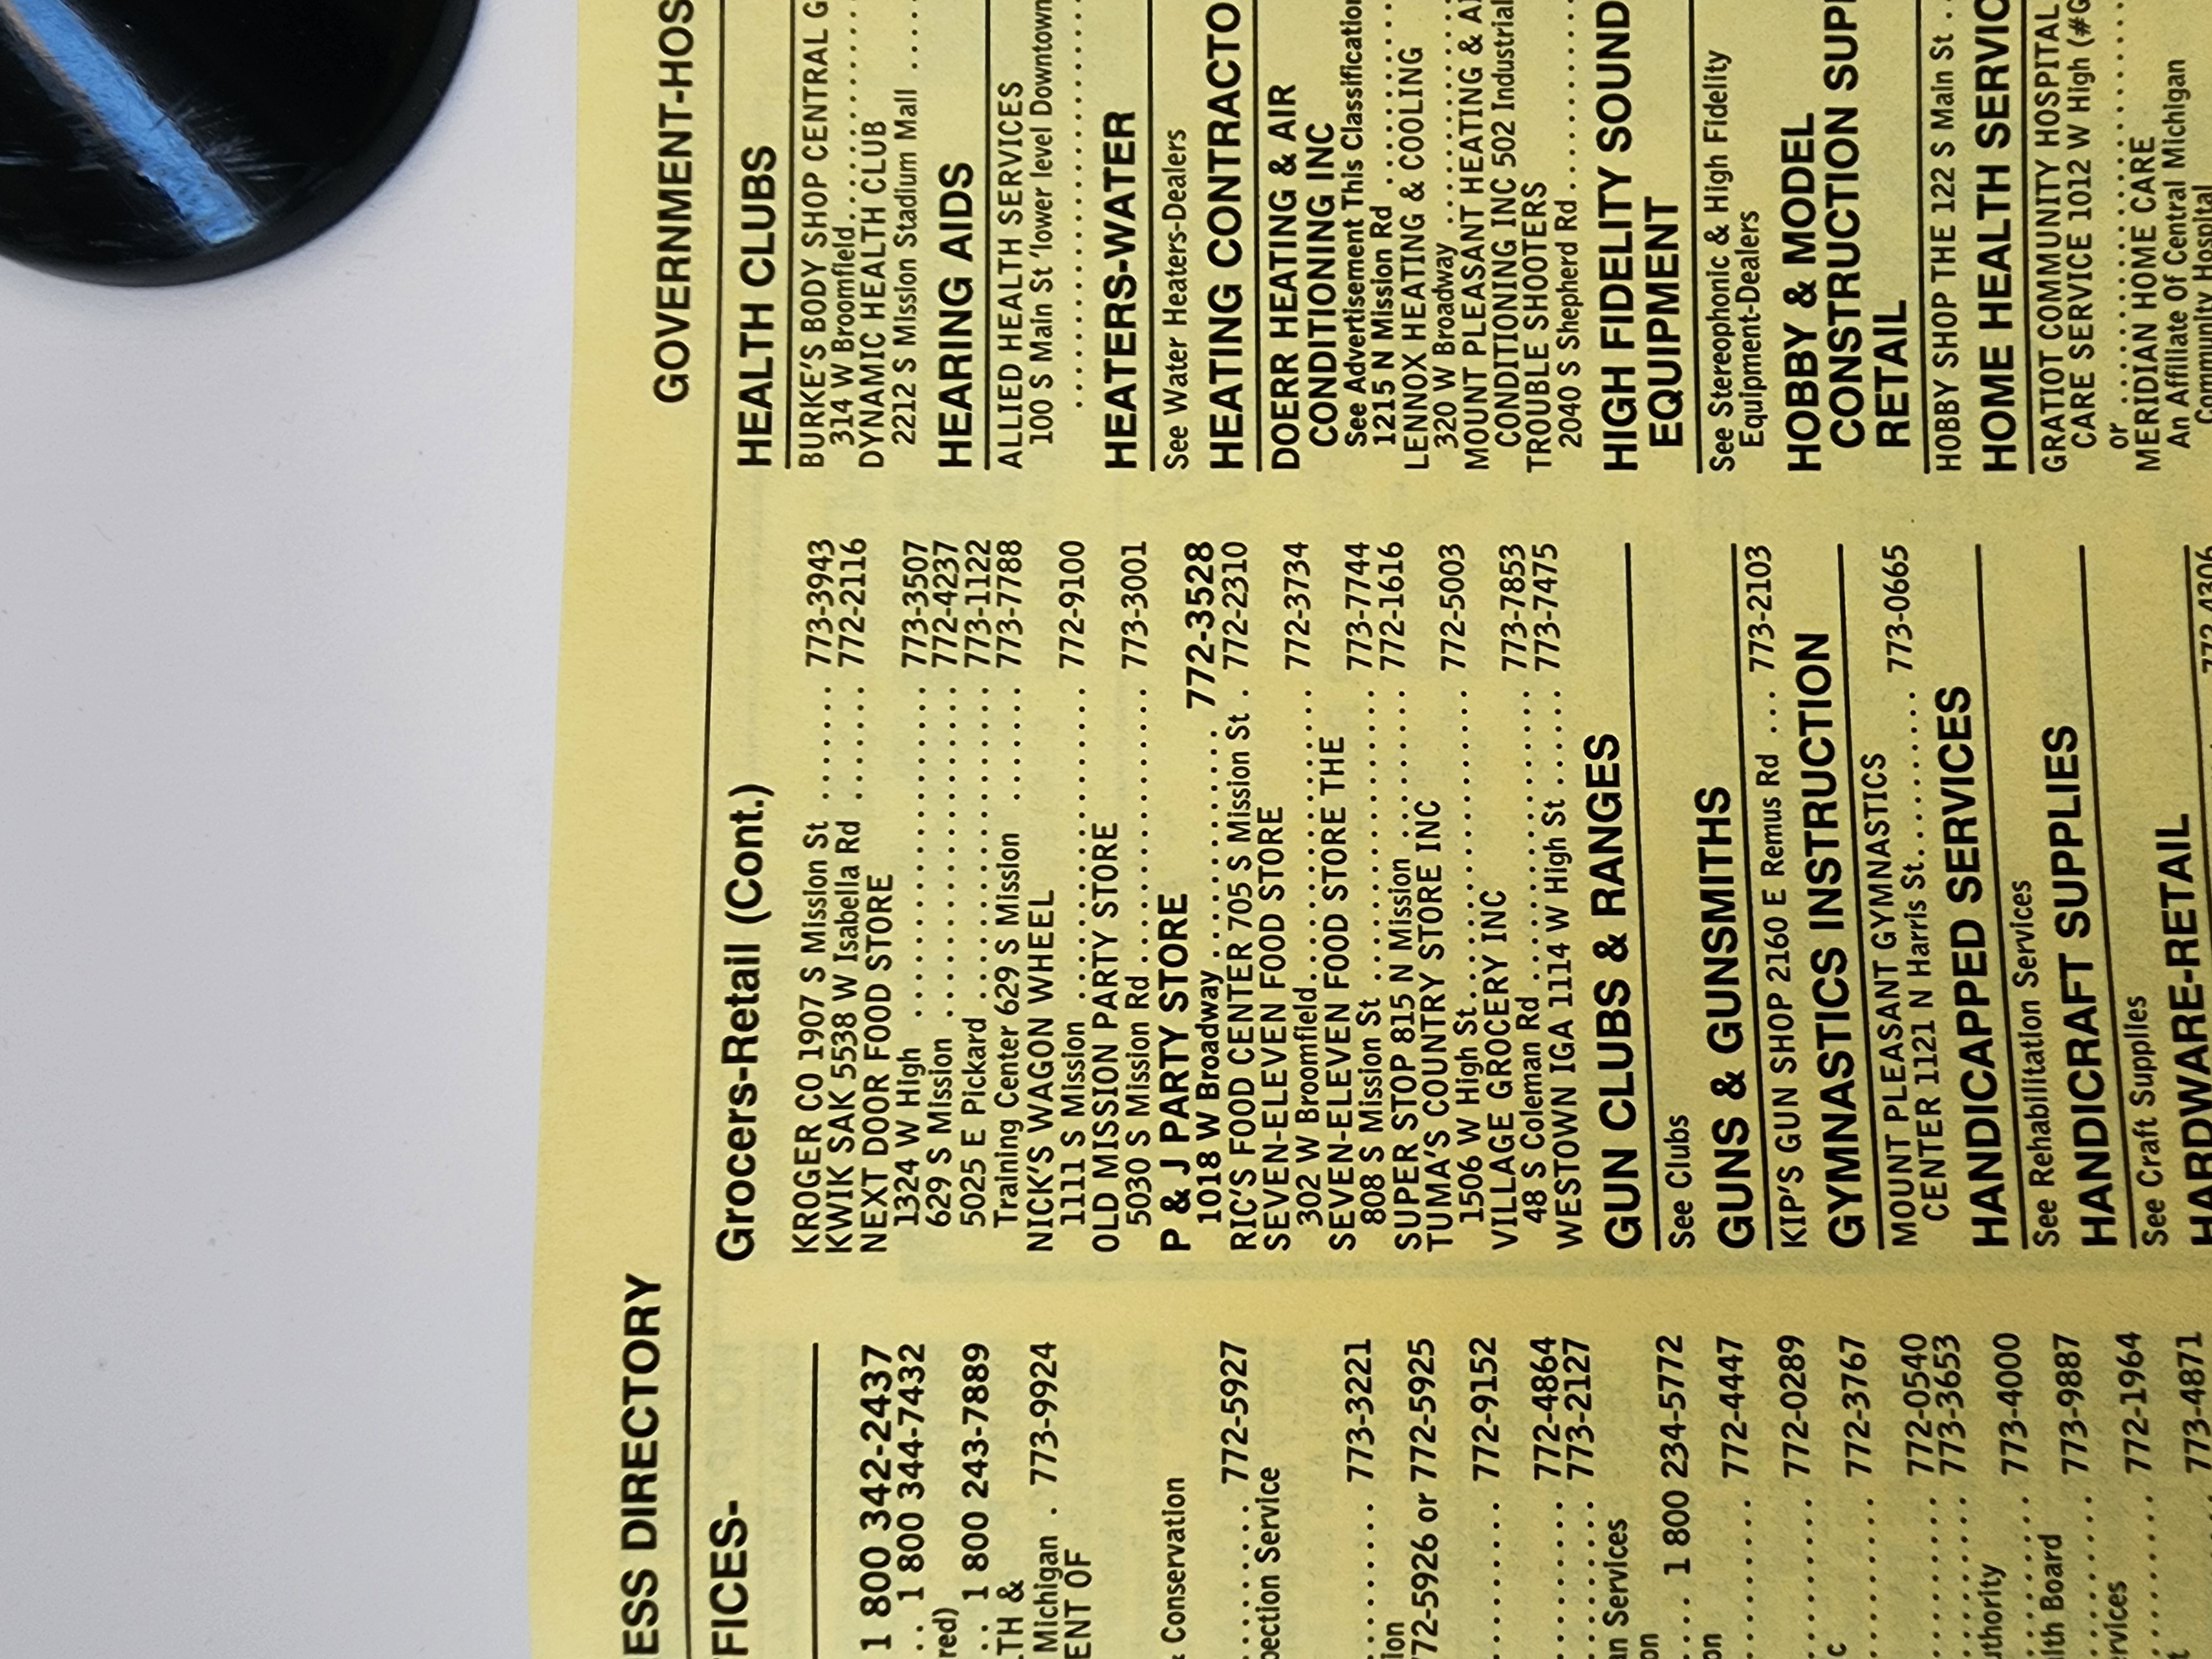 ESS DIRECTORY
GOVERNMENT-HOS
FICES-
1 800 342-2437
.. 1 800 344-7432
red)
.. 1 800 243-7889
TH &
Michigan . 773-9924
ENT OF
Conservation
........ 772-5927
pection Service
........ 773-3221
ion
772-5926 or 772-5925
........ 772-9152
........ 772-4864
........ 773-2127
an Services
on
.... 1 800 234-5772
on
........ 772-4447
........ 772-0289
c
........ 772-3767
........ 772-0540
........ 773-3653
uthority
........ 773-4000
lth Board
........ 773-9887
rvices
........ 772-1964
t
........ 773-4871
Grocers-Retail (Cont.)
KROGER CO 1907 S Mission St ....... 773-3943
KWIK SAK 5538 W Isabella Rd ....... 772-2116
NEXT DOOR FOOD STORE
1324 W High .................... 773-3507
629 S Mission .................... 772-4237
5025 E Pickard .................... 773-1122
Training Center 629 S Mission ....... 773-7788
NICK'S WAGON WHEEL
1111 S Mission .................... 772-9100
OLD MISSION PARTY STORE
5030 S Mission Rd .................... 773-3001
P & J PARTY STORE
1018 W Broadway .................... 772-3528
RIC'S FOOD CENTER 705 S Mission St . 772-2310
SEVEN-ELEVEN FOOD STORE
302 W Broomfield .................... 772-3734
SEVEN-ELEVEN FOOD STORE THE
808 S Mission St .................... 773-7744
SUPER STOP 815 N Mission .......... 772-1616
TUMA'S COUNTRY STORE INC
1506 W High St .................... 772-5003
VILLAGE GROCERY INC
48 S Coleman Rd .................... 773-7853
WESTOWN IGA 1114 W High St ...... 773-7475
GUN CLUBS & RANGES
See Clubs
GUNS & GUNSMITHS
KIP'S GUN SHOP 2160 E Remus Rd .... 773-2103
GYMNASTICS INSTRUCTION
MOUNT PLEASANT GYMNASTICS
CENTER 1121 N Harris St .......... 773-0665
HANDICAPPED SERVICES
See Rehabilitation Services
HANDICRAFT SUPPLIES
See Craft Supplies
HARDWARE-RETAIL
HEALTH CLUBS
BURKE'S BODY SHOP CENTRAL G
314 W Broomfield ..........
DYNAMIC HEALTH CLUB
2212 S Mission Stadium Mall ....
HEARING AIDS
ALLIED HEALTH SERVICES
100 S Main St 'lower level Downtown
....................
HEATERS-WATER
See Water Heaters-Dealers
HEATING CONTRACTO
DOERR HEATING & AIR
CONDITIONING INC
See Advertisement This Classification
1215 N Mission Rd ..........
LENNOX HEATING & COOLING
320 W Broadway ..........
MOUNT PLEASANT HEATING & AI
CONDITIONING INC 502 Industrial
TROUBLE SHOOTERS
2040 S Shepherd Rd ..........
HIGH FIDELITY SOUND
EQUIPMENT
See Stereophonic & High Fidelity
Equipment-Dealers
HOBBY & MODEL
CONSTRUCTION SUPP
RETAIL
HOBBY SHOP THE 122 S Main St ..
HOME HEALTH SERVIC
GRATIOT COMMUNITY HOSPITAL
CARE SERVICE 1012 W High (#G
or ....................
MERIDIAN HOME CARE
An Affiliate Of Central Michigan
Community Hospital